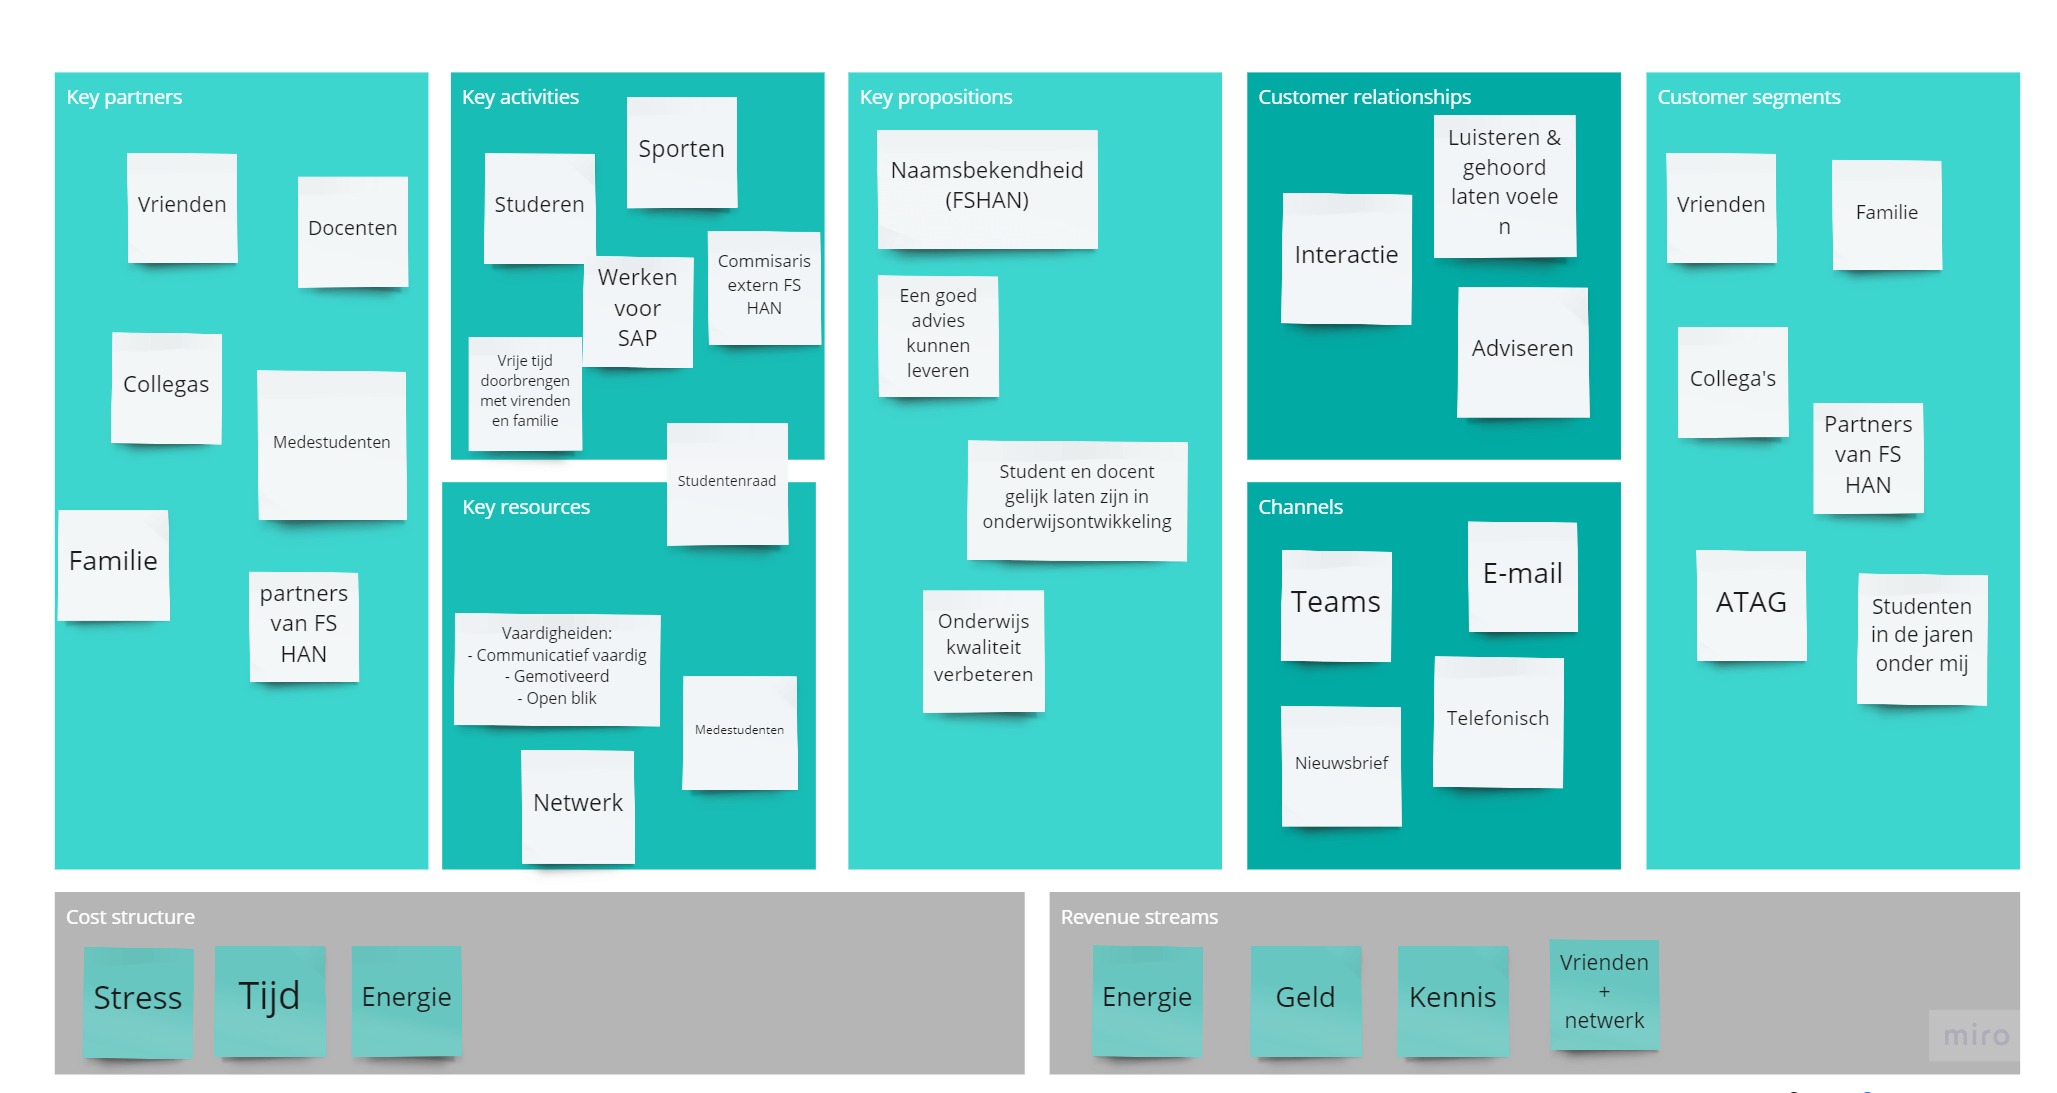 Key partners
Vrienden
Docenten
Collegas
Medestudenten
Familie
partners
van FS
HAN
Key activities
Sporten
Studeren
Werken
voor
SAP
Commisaris
extern FS
HAN
Vrije tijd
doorbrengen
met virenden
en familie
Studentenraad
Key resources
Vaardigheiden:
- Communicatief vaardig
- Gemotiveerd
- Open blik
Medestudenten
Netwerk
Key propositions
Naamsbekendheid
(FSHAN)
Een goed
advies
kunnen
leveren
Student en docent
gelijk laten zijn in
onderwijsontwikkeling
Onderwijs
kwaliteit
verbeteren
Customer relationships
Luisteren &
gehoord
laten voele
n
Interactie
Adviseren
Channels
E-mail
Teams
Telefonisch
Nieuwsbrief
Customer segments
Vrienden
Familie
Collega's
Partners
van FS
HAN
ATAG
Studenten
in de jaren
onder mij
Cost structure
Stress
Tijd
Energie
Revenue streams
Energie
Geld
Kennis
Vrienden
+
netwerk
miro